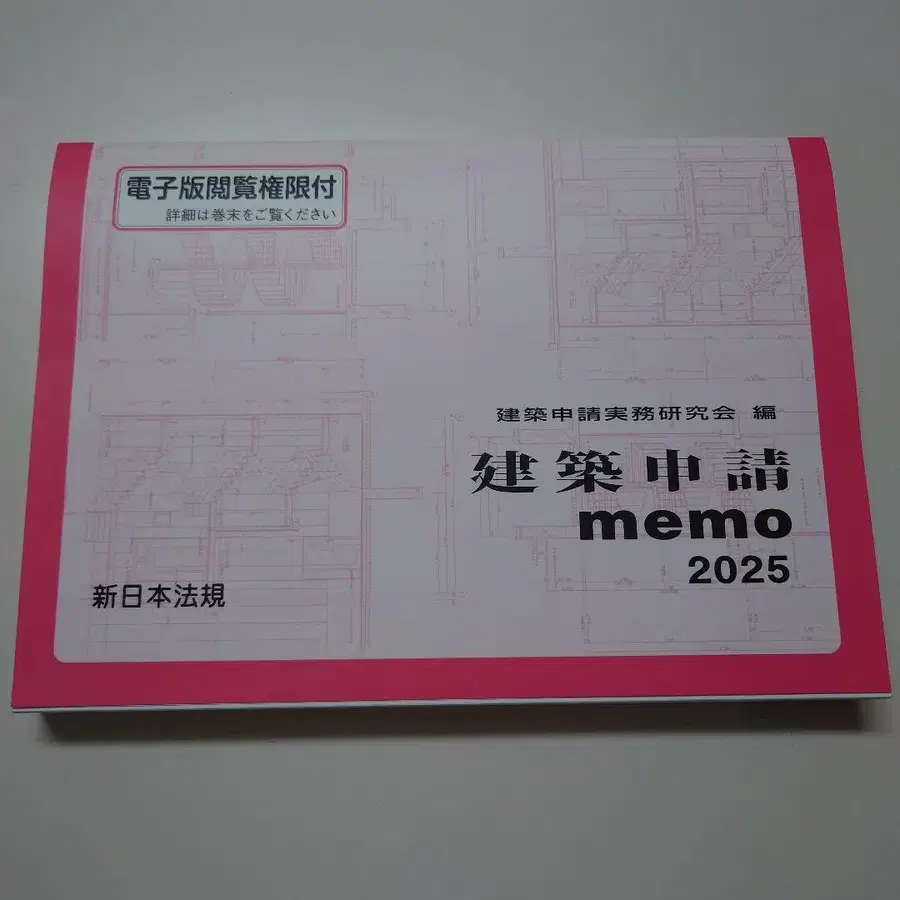 電子版閲覧権限付
詳細は巻末をご覧ください
建築申請実務研究会 編
建築申請
memo
2025
新日本法規